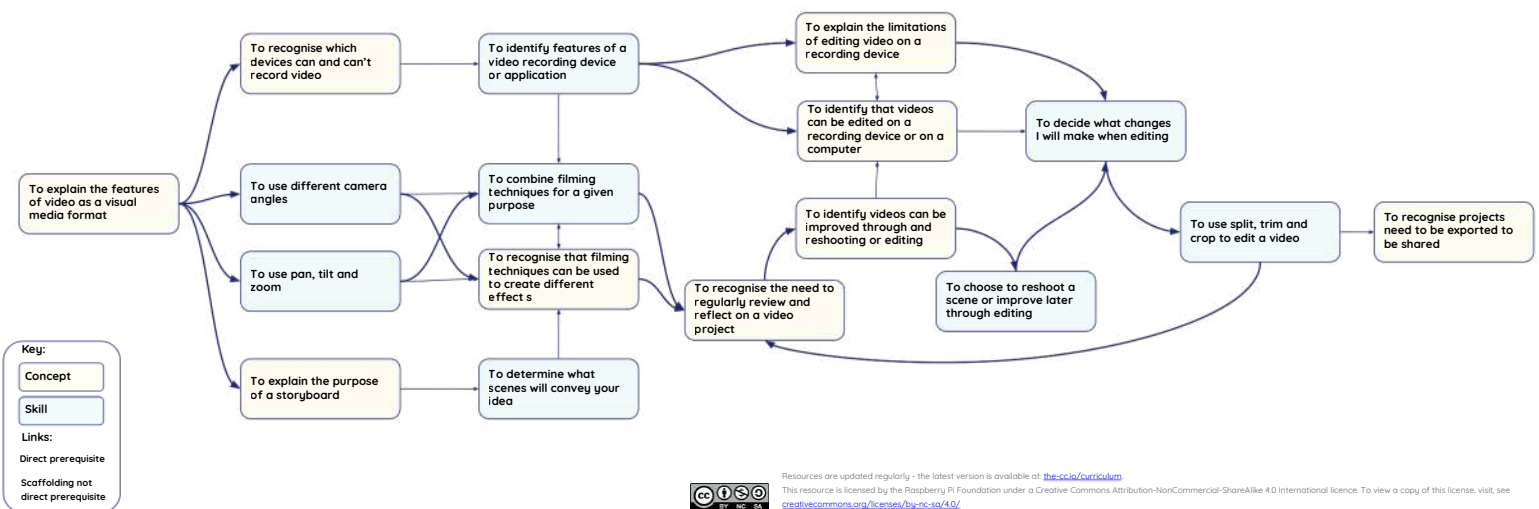 To explain the features
of video as a visual
media format
To recognise which
devices can and can't
record video
To use different camera
angles
To use pan, tilt and
zoom
To explain the purpose
of a storyboard
To identify features of a
video recording device
or application
To combine filming
techniques for a given
purpose
To recognise that filming
techniques can be used
to create different
effect s
To determine what
scenes will convey your
idea
To recognise the need to
regularly review and
reflect on a video
project
To explain the limitations
of editing video on a
recording device
To identify that videos
can be edited on a
recording device or on a
computer
To identify videos can be
improved through and
reshooting or editing
To choose to reshoot a
scene or improve later
through editing
To decide what changes
I will make when editing
To use split, trim and
crop to edit a video
To recognise projects
need to be exported to
be shared
Key:
Concept
Skill
Links:
Direct prerequisite
Scaffolding not
direct prerequisite
cc BY NC SA
Resources are updated regularly - the latest version is available at: the-cc.io/curriculum.
This resource is licensed by the Raspberry Pi Foundation under a Creative Commons Attribution-NonCommercial-ShareAlike 4.0 International licence. To view a copy of this license, visit, see
creativecommons.org/licenses/by-nc-sa/4.0/